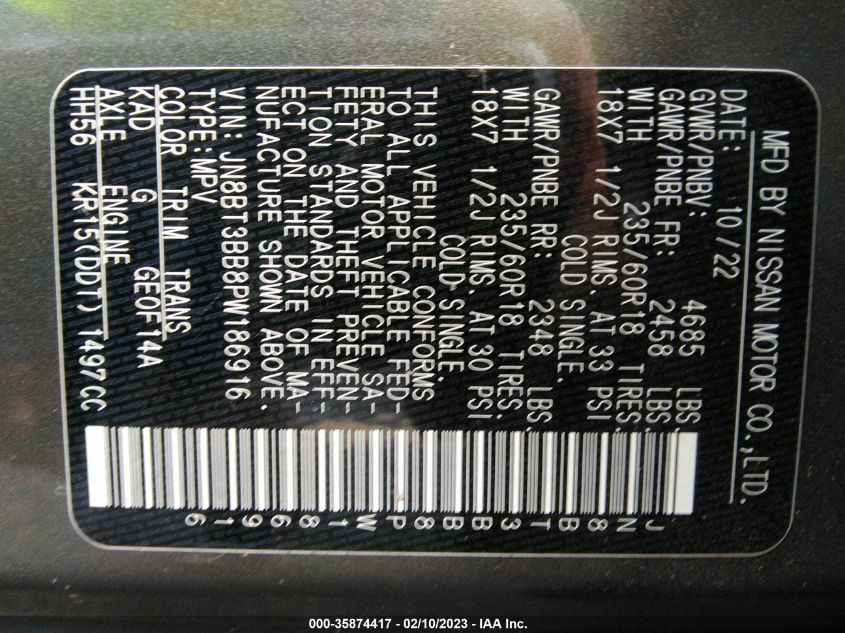 MFD BY NISSAN MOTOR CO.,LTD.
DATE: 10/22
GVWR/PNBV: 4685 LBS.
GAWR/PNBE FR: 2458 LBS.
WITH 235/60R18 TIRES,
18X7 1/2J RIMS, AT 33 PSI
COLD SINGLE.
GAWR/PNBE RR: 2348 LBS.
WITH 235/60R18 TIRES,
18X7 1/2J RIMS, AT 30 PSI
COLD SINGLE.
THIS VEHICLE CONFORMS
TO ALL APPLICABLE FED-
ERAL MOTOR VEHICLE SA-
FETY AND THEFT PREVEN-
TION STANDARDS IN EFF-
ECT ON THE DATE OF MA-
NUFACTURE SHOWN ABOVE.
VIN: JN8BT3BB8PW186916
TYPE: MPV
COLOR TRIM TRANS
KAD G GE0F14A
AXLE ENGINE
HH56 KR15(DDT) 1497CC
JN8BT3BB8PW186916
000-35874417 - 02/10/2023 - IAA Inc.